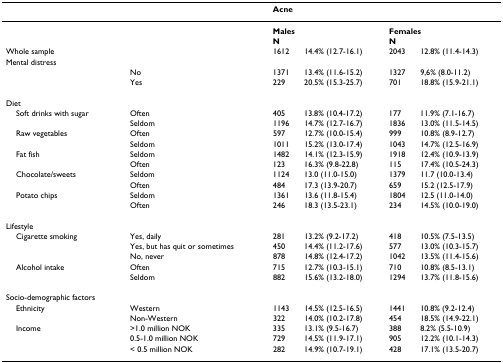 Acne
Males Females
N N
Whole sample 1612 14.4% (12.7-16.1) 2043 12.8% (11.4-14.3)
Mental distress
No 1371 13.4% (11.6-15.2) 1327 9,6% (8.0-11.2)
Yes 229 20.5% (15.3-25.7) 701 18.8% (15.9-21.1)
Diet
Soft drinks with sugar Often 405 13.8% (10.4-17.2) 177 11.9% (7.1-16.7)
Seldom 1196 14.7% (12.7-16.7) 1836 13.0% (11.5-14.5)
Raw vegetables Often 597 12.7% (10.0-15.4) 999 10.8% (8.9-12.7)
Seldom 1011 15.2% (13.0-17.4) 1043 14.7% (12.5-16.9)
Fat fish Seldom 1482 14.1% (12.3-15.9) 1918 12.4% (10.9-13.9)
Often 123 16.3% (9.8-22.8) 115 17.4% (10.5-24.3)
Chocolate/sweets Seldom 1124 13.0 (11.0-15.0) 1379 11.7 (10.0-13.4)
Often 484 17.3 (13.9-20.7) 659 15.2 (12.5-17.9)
Potato chips Seldom 1361 13.6 (11.8-15.4) 1804 12.5 (11.0-14.0)
Often 246 18.3 (13.5-23.1) 234 14.5% (10.0-19.0)
Lifestyle
Cigarette smoking Yes, daily 281 13.2% (9.2-17.2) 418 10.5% (7.5-13.5)
Yes, but has quit or sometimes 450 14.4% (11.2-17.6) 577 13.0% (10.3-15.7)
No, never 878 14.8% (12.4-17.2) 1042 13.5% (11.4-15.6)
Alcohol intake Often 715 12.7% (10.3-15.1) 710 10.8% (8.5-13.1)
Seldom 882 15.6% (13.2-18.0) 1294 13.7% (11.8-15.6)
Socio-demographic factors
Ethnicity Western 1143 14.5% (12.5-16.5) 1441 10.8% (9.2-12.4)
Non-Western 322 14.0% (10.2-17.8) 454 18.5% (14.9-22.1)
Income >1.0 million NOK 335 13.1% (9.5-16.7) 388 8.2% (5.5-10.9)
0.5-1.0 million NOK 729 14.5% (11.9-17.1) 905 12.2% (10.1-14.3)
< 0.5 million NOK 282 14.9% (10.7-19.1) 428 17.1% (13.5-20.7)